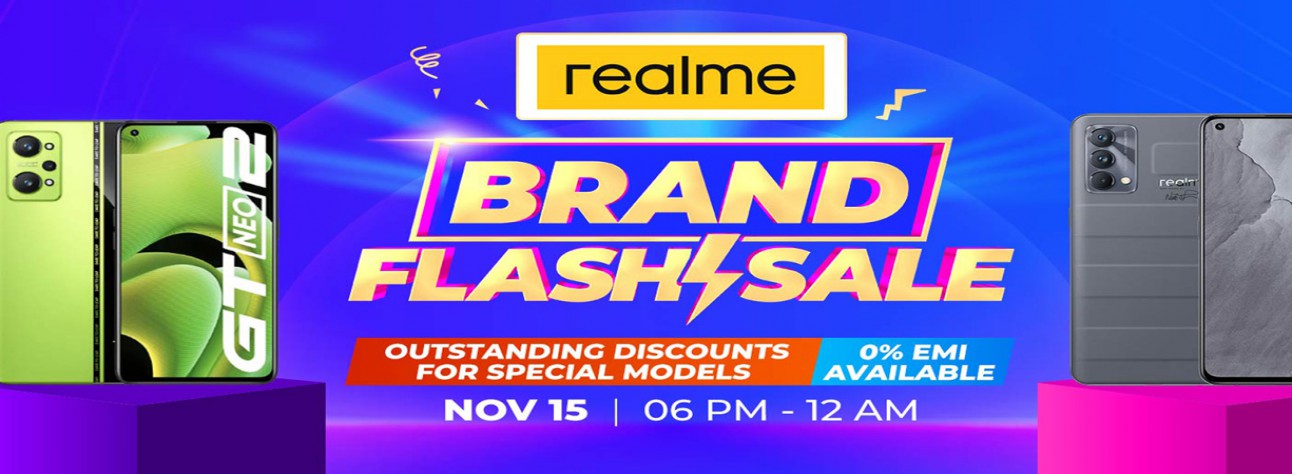 realme
BRAND
FLASH SALE
OUTSTANDING DISCOUNTS
FOR SPECIAL MODELS
0% EMI
AVAILABLE
NOV 15 | 06 PM - 12 AM
GT NEO 2
realm